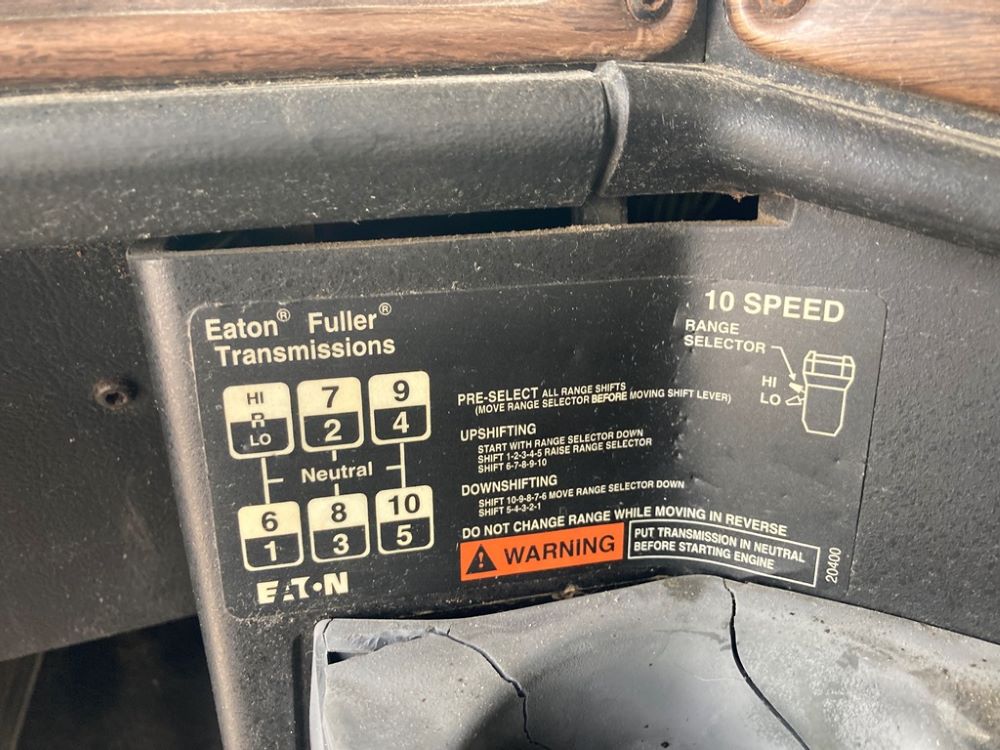 Eaton® Fuller®
Transmissions
10 SPEED
RANGE
SELECTOR
HI
LO
HI
R
LO
7
2
9
4
Neutral
6
1
8
3
10
5
EATON
PRE-SELECT ALL RANGE SHIFTS
(MOVE RANGE SELECTOR BEFORE MOVING SHIFT LEVER)
UPSHIFTING
START WITH RANGE SELECTOR DOWN
SHIFT 1-2-3-4-5 RAISE RANGE SELECTOR
SHIFT 6-7-8-9-10
DOWNSHIFTING
SHIFT 10-9-8-7-6 MOVE RANGE SELECTOR DOWN
SHIFT 5-4-3-2-1
DO NOT CHANGE RANGE WHILE MOVING IN REVERSE
WARNING
PUT TRANSMISSION IN NEUTRAL
BEFORE STARTING ENGINE
20400